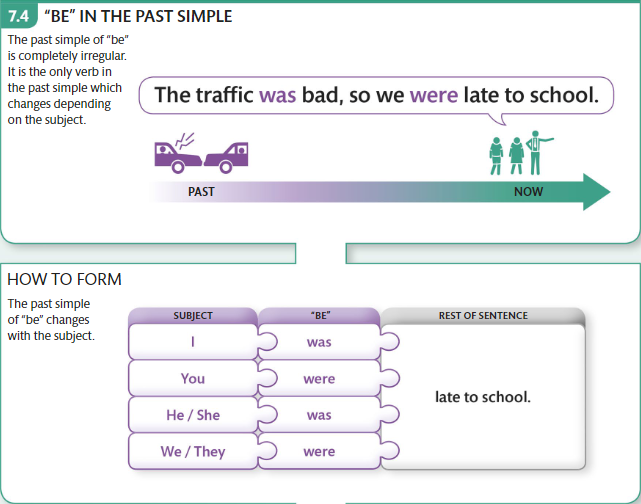 7.4 “BE” IN THE PAST SIMPLE
The past simple of “be”
is completely irregular.
It is the only verb in
the past simple which
changes depending
on the subject.
The traffic was bad, so we were late to school.
PAST NOW
HOW TO FORM
The past simple
of “be” changes
with the subject.
SUBJECT “BE” REST OF SENTENCE
I was
You were
He / She was
We / They were
late to school.